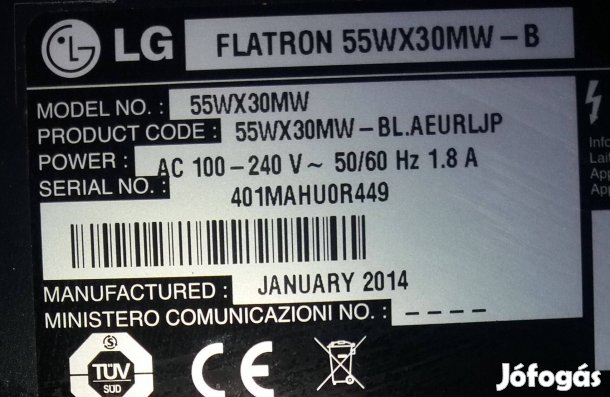 LG FLATRON 55WX30MW-B
MODEL NO. : 55WX30MW
PRODUCT CODE : 55WX30MW-BL.AEURLJP
POWER : AC 100-240 V~ 50/60 Hz 1.8 A
SERIAL NO. : 401MAHU0R449
MANUFACTURED : JANUARY 2014
MINISTERO COMUNICAZIONI NO. : ----
TÜV
SÜD
CE
Jófogás